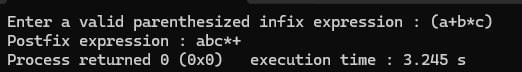 Enter a valid parenthesized infix expression : (a+b*c)
Postfix expression : abc*+
Process returned 0 (0x0)   execution time : 3.245 s